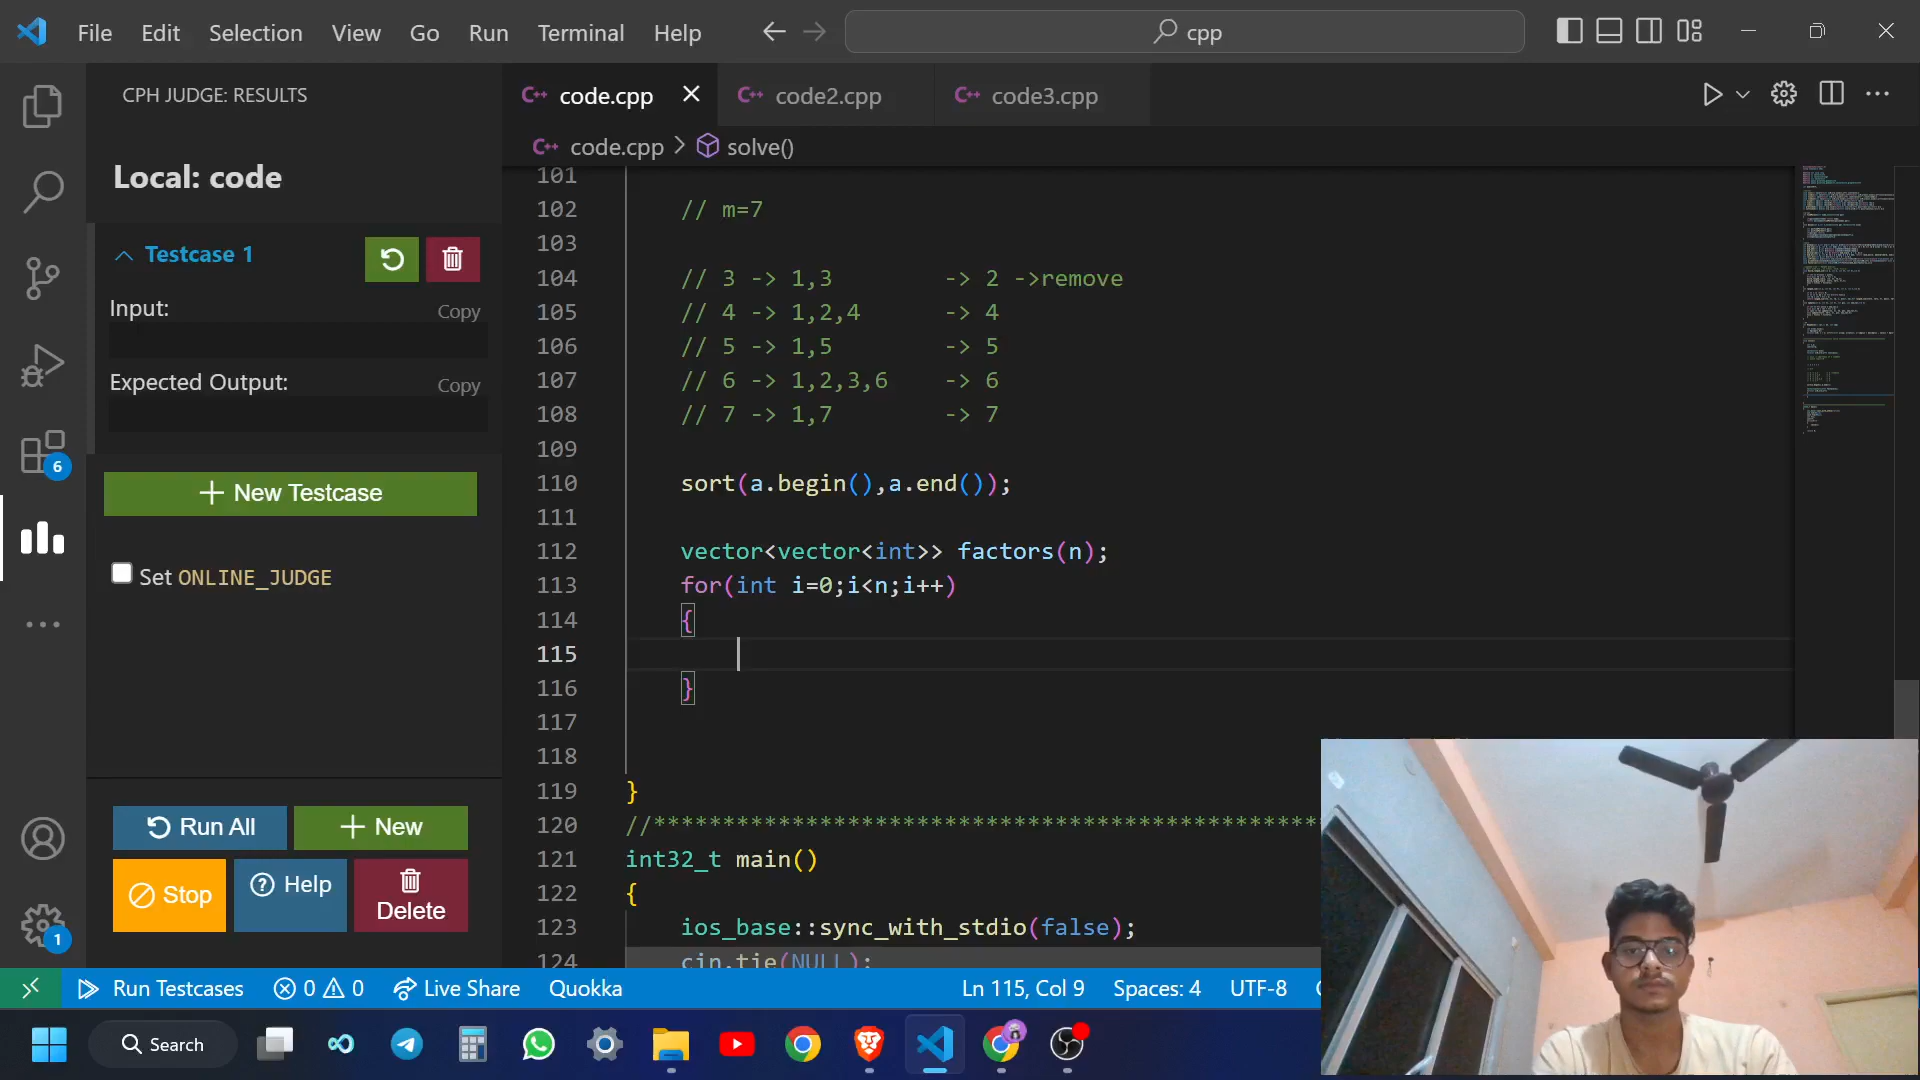 File Edit Selection View Go Run Terminal Help
cpp
CPH JUDGE: RESULTS
Local: code
Testcase 1
Input:
Copy
Expected Output:
Copy
New Testcase
Set ONLINE_JUDGE
Run All
New
Stop
Help
Delete
6
1
code.cpp
code2.cpp
code3.cpp
code.cpp > solve()
101
102 // m=7
103
104 // 3 -> 1,3 -> 2 ->remove
105 // 4 -> 1,2,4 -> 4
106 // 5 -> 1,5 -> 5
107 // 6 -> 1,2,3,6 -> 6
108 // 7 -> 1,7 -> 7
109
110 sort(a.begin(),a.end());
111
112 vector<vector<int>> factors(n);
113 for(int i=0;i<n;i++)
114 {
115
116 }
117
118
119 }
120 //************************************************
121 int32_t main()
122 {
123 ios_base::sync_with_stdio(false);
124 cin.tie(NULL);
Run Testcases 0 0 Live Share Quokka Ln 115, Col 9 Spaces: 4 UTF-8
Search